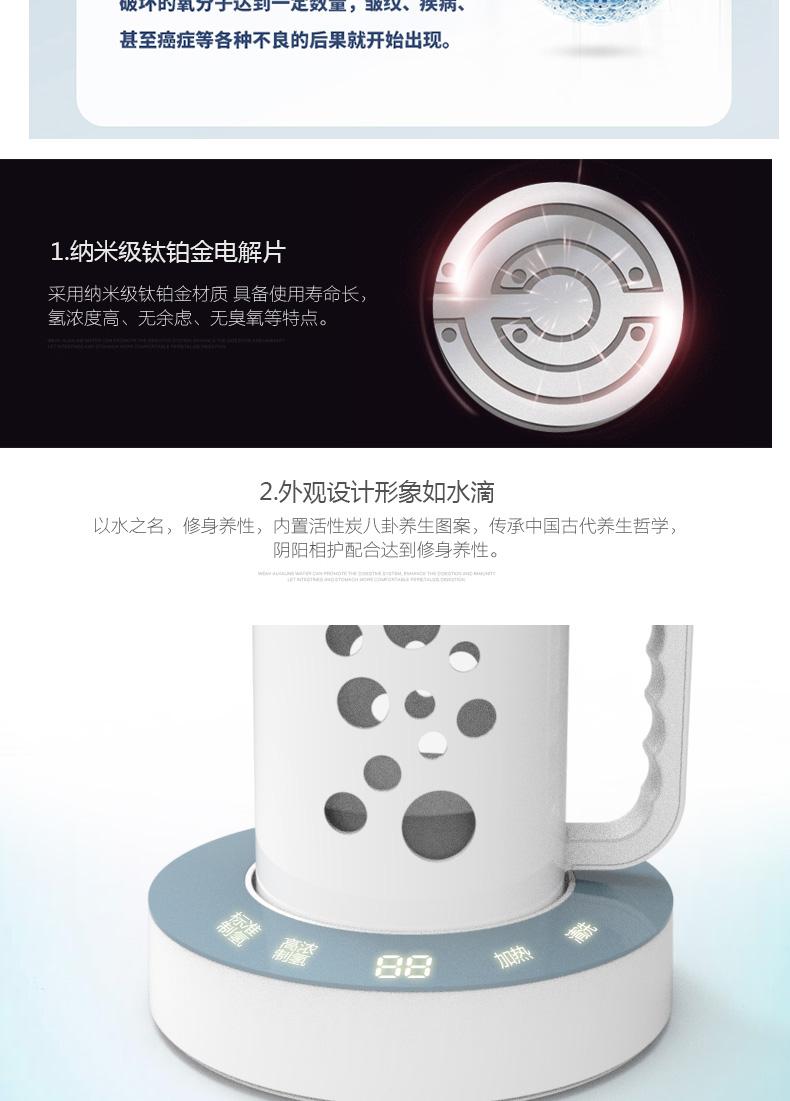 破坏的氧分子达到一定数量，皱纹、疾病、
甚至癌症等各种不良的后果就开始出现。
1.纳米级钛铂金电解片
采用纳米级钛铂金材质 具备使用寿命长，
氢浓度高、无余虑、无臭氧等特点。
2.外观设计形象如水滴
以水之名，修身养性，内置活性炭八卦养生图案，传承中国古代养生哲学，
阴阳相护配合达到修身养性。
标准
制氢
高浓
制氢
88
加热
清洗